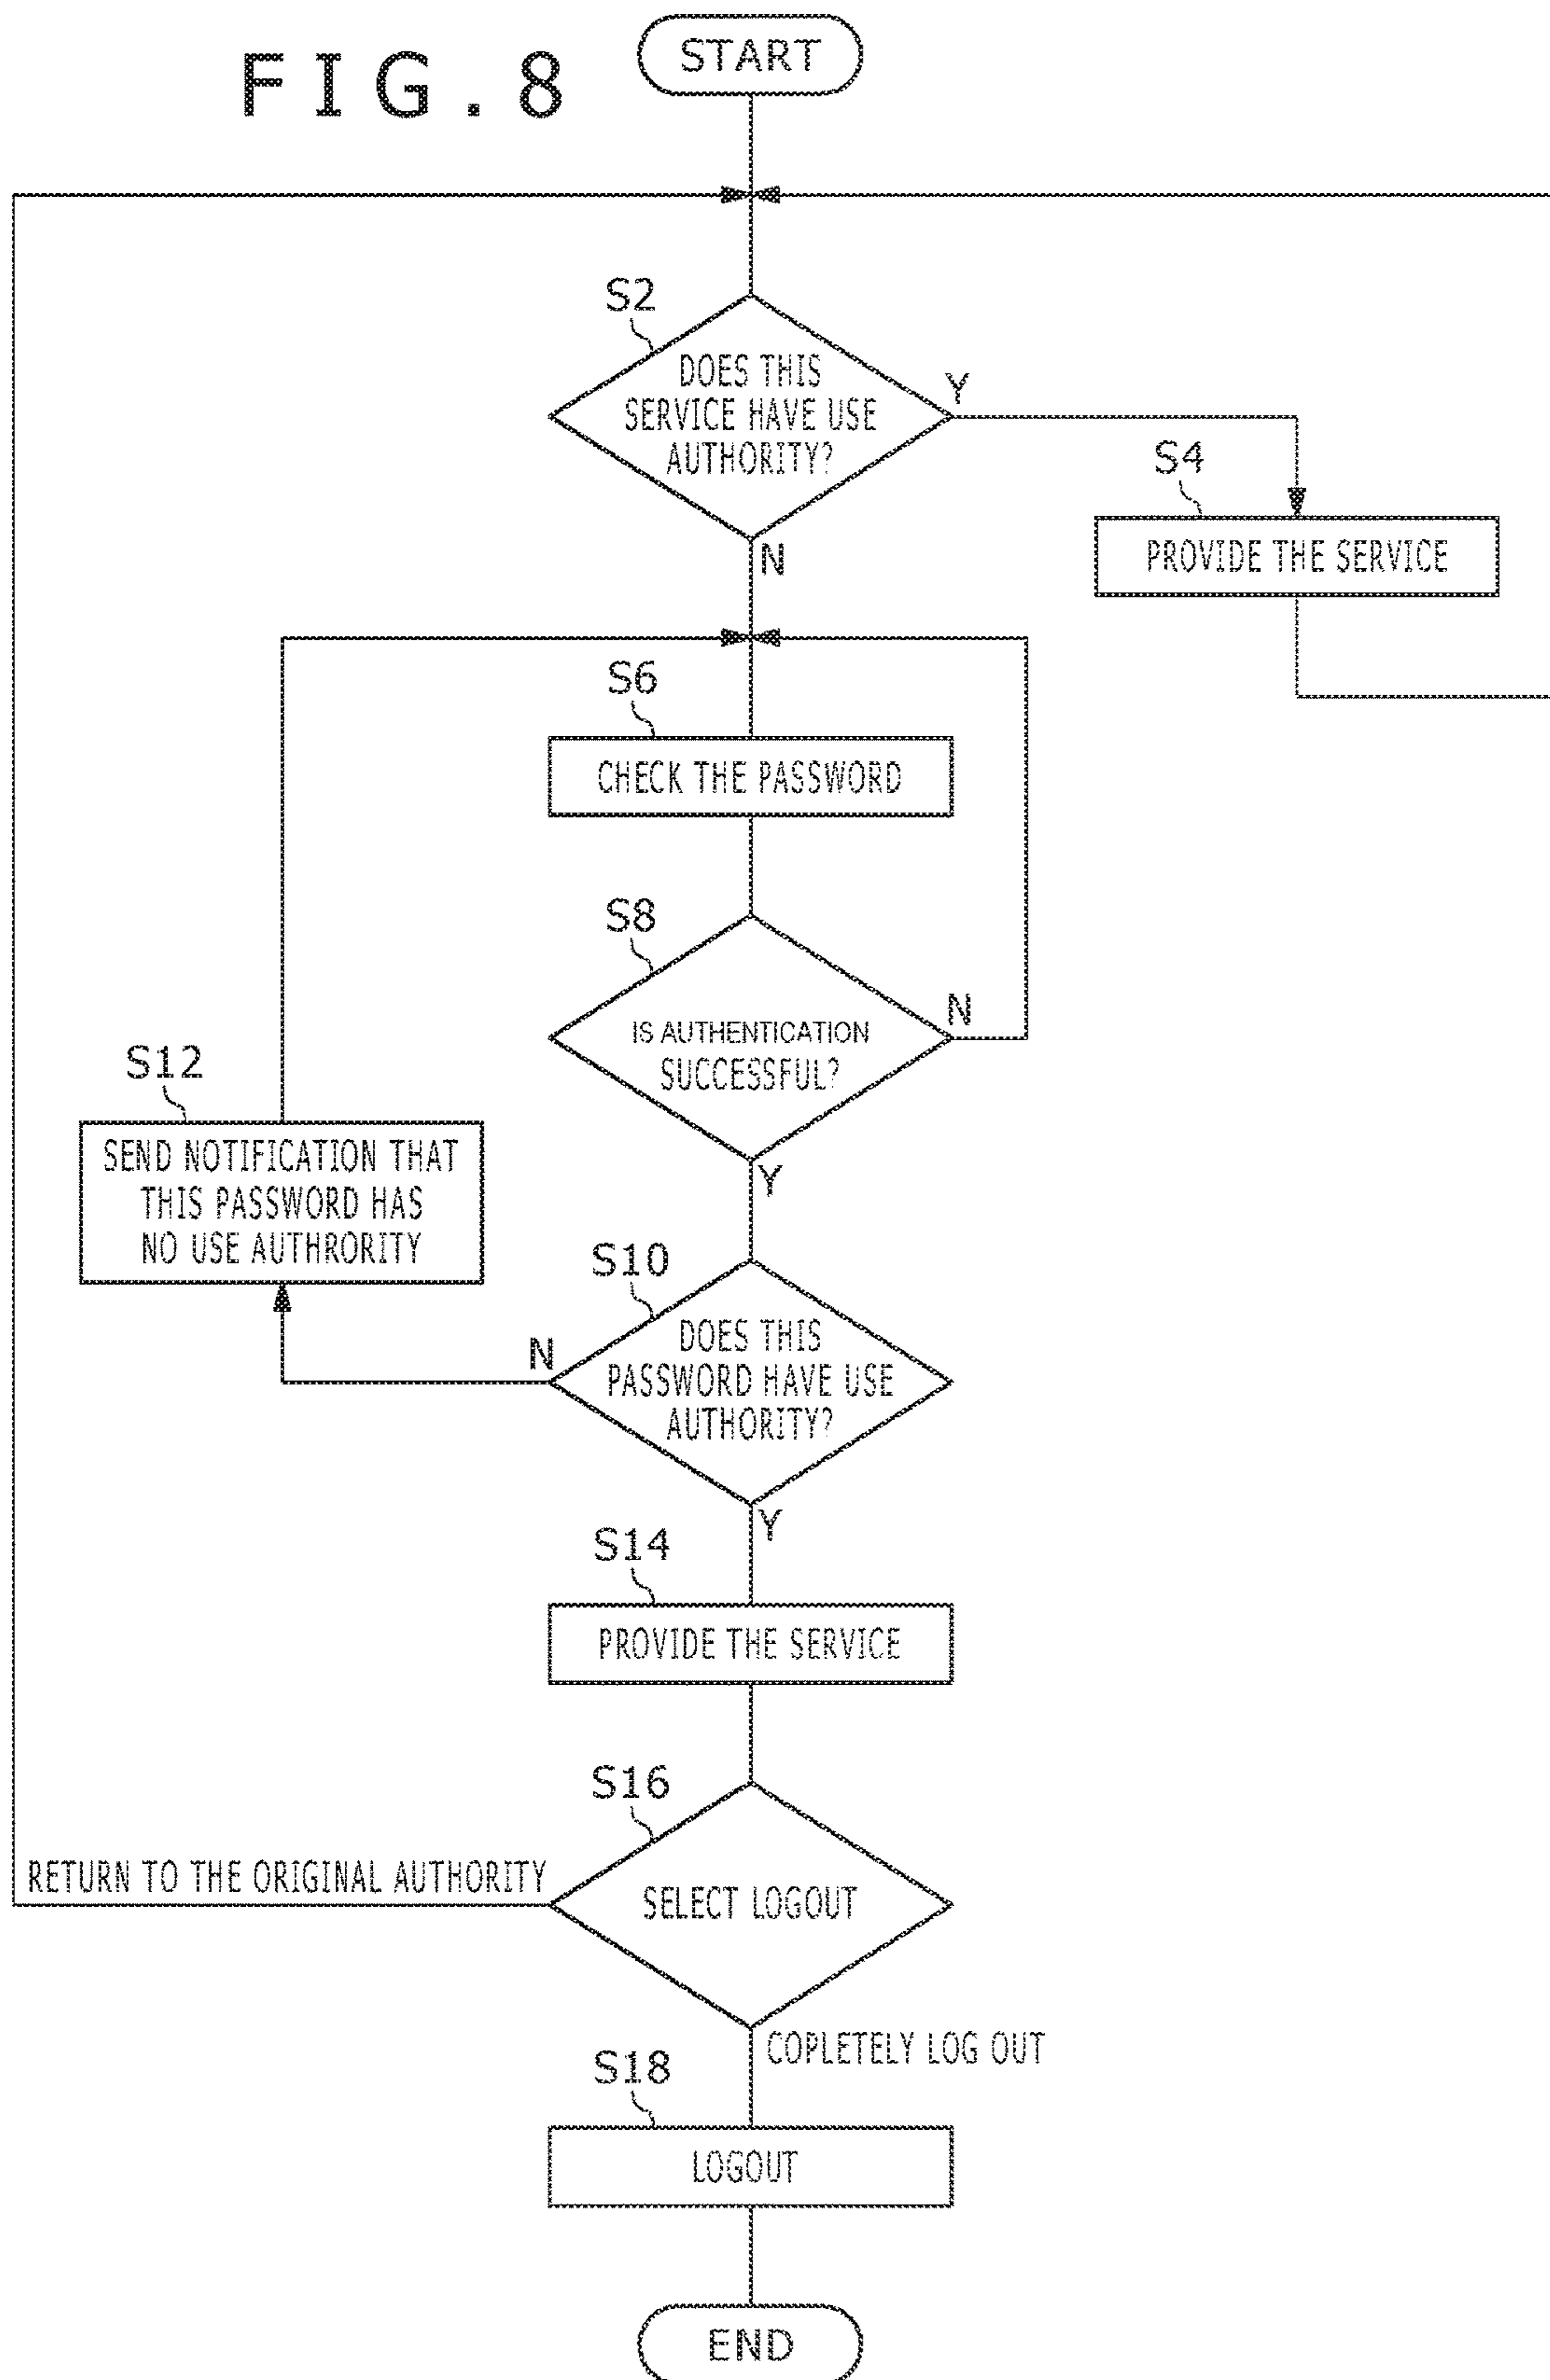 FIG.8
START
S2
DOES THIS
SERVICE HAVE USE
AUTHORITY?
Y
S4
PROVIDE THE SERVICE
N
S6
CHECK THE PASSWORD
S8
IS AUTHENTICATION
SUCCESSFUL?
N
Y
S12
SEND NOTIFICATION THAT
THIS PASSWORD HAS
NO USE AUTHRORITY
S10
DOES THIS
PASSWORD HAVE USE
AUTHORITY?
N
Y
S14
PROVIDE THE SERVICE
S16
SELECT LOGOUT
RETURN TO THE ORIGINAL AUTHORITY
COPLETELY LOG OUT
S18
LOGOUT
END